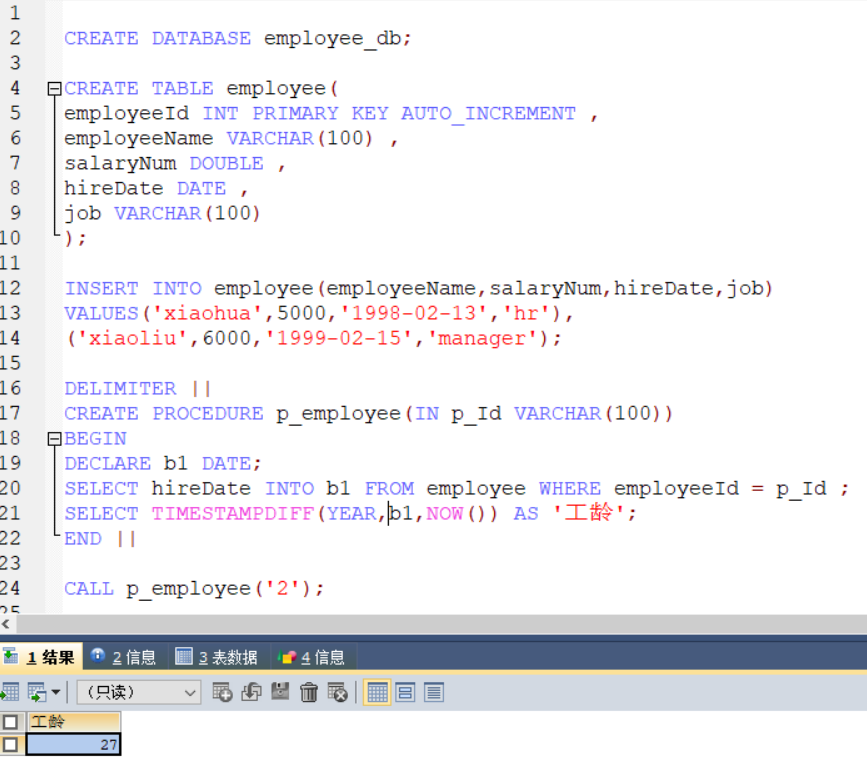 1
2 CREATE DATABASE employee_db;
3
4 CREATE TABLE employee(
5 employeeId INT PRIMARY KEY AUTO_INCREMENT ,
6 employeeName VARCHAR(100) ,
7 salaryNum DOUBLE ,
8 hireDate DATE ,
9 job VARCHAR(100)
10 );
11
12 INSERT INTO employee(employeeName,salaryNum,hireDate,job)
13 VALUES('xiaohua',5000,'1998-02-13','hr'),
14 ('xiaoliu',6000,'1999-02-15','manager');
15
16 DELIMITER ||
17 CREATE PROCEDURE p_employee(IN p_Id VARCHAR(100))
18 BEGIN
19 DECLARE b1 DATE;
20 SELECT hireDate INTO b1 FROM employee WHERE employeeId = p_Id ;
21 SELECT TIMESTAMPDIFF(YEAR,b1,NOW()) AS '工龄';
22 END ||
23
24 CALL p_employee('2');
25
1 结果 2 信息 3 表数据 4 信息
(只读)
工龄
27